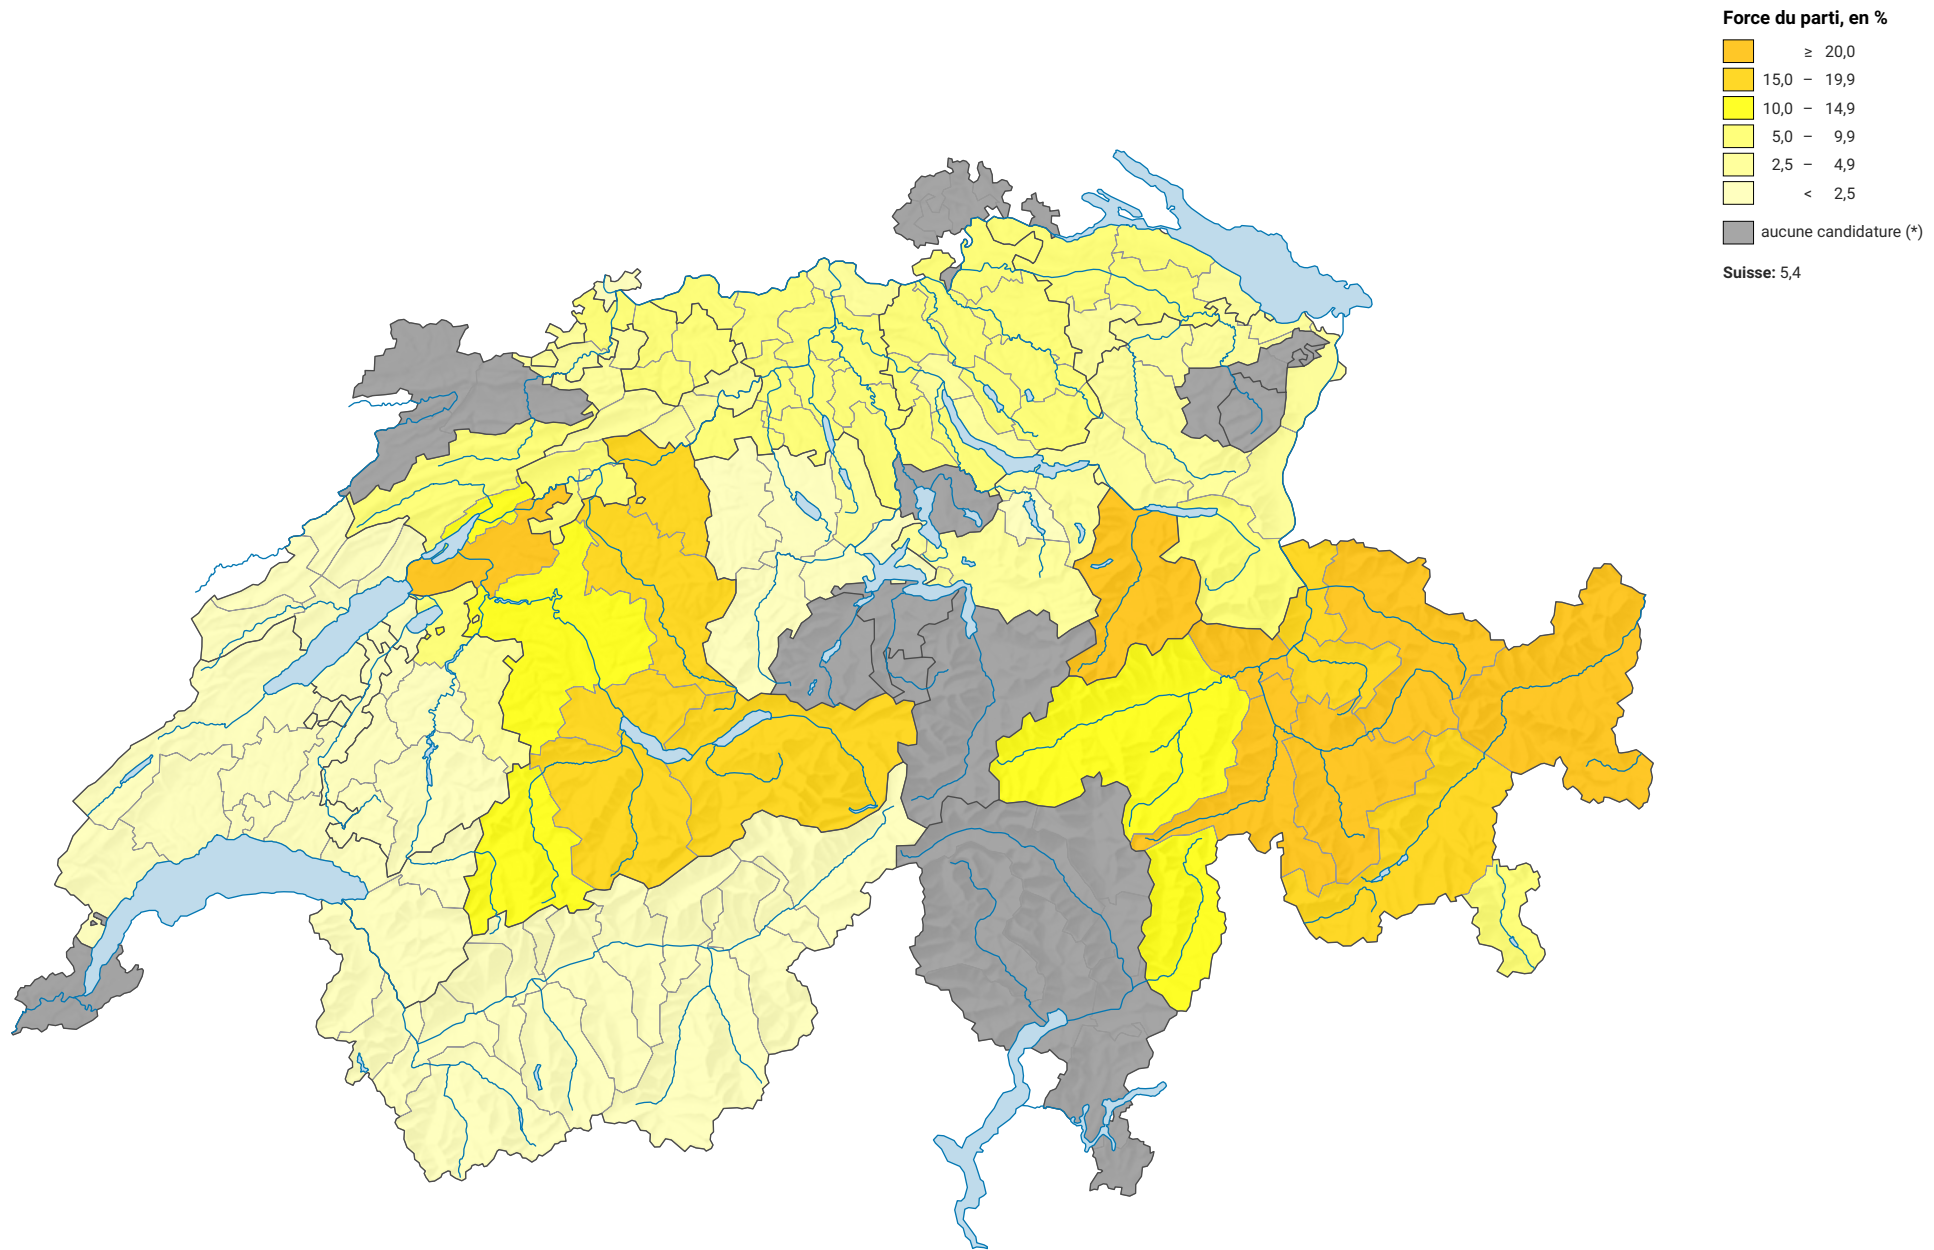 Force du parti, en %
≥ 20,0
15,0 – 19,9
10,0 – 14,9
5,0 – 9,9
2,5 – 4,9
< 2,5
aucune candidature (*)
Suisse: 5,4